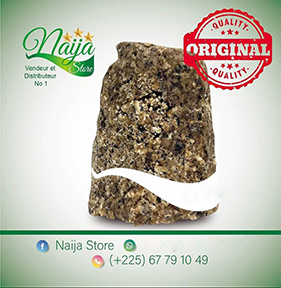 Naija
Store
Vendeur et
Distributeur
No 1
QUALITY
ORIGINAL
QUALITY
Naija Store
(+225) 67 79 10 49